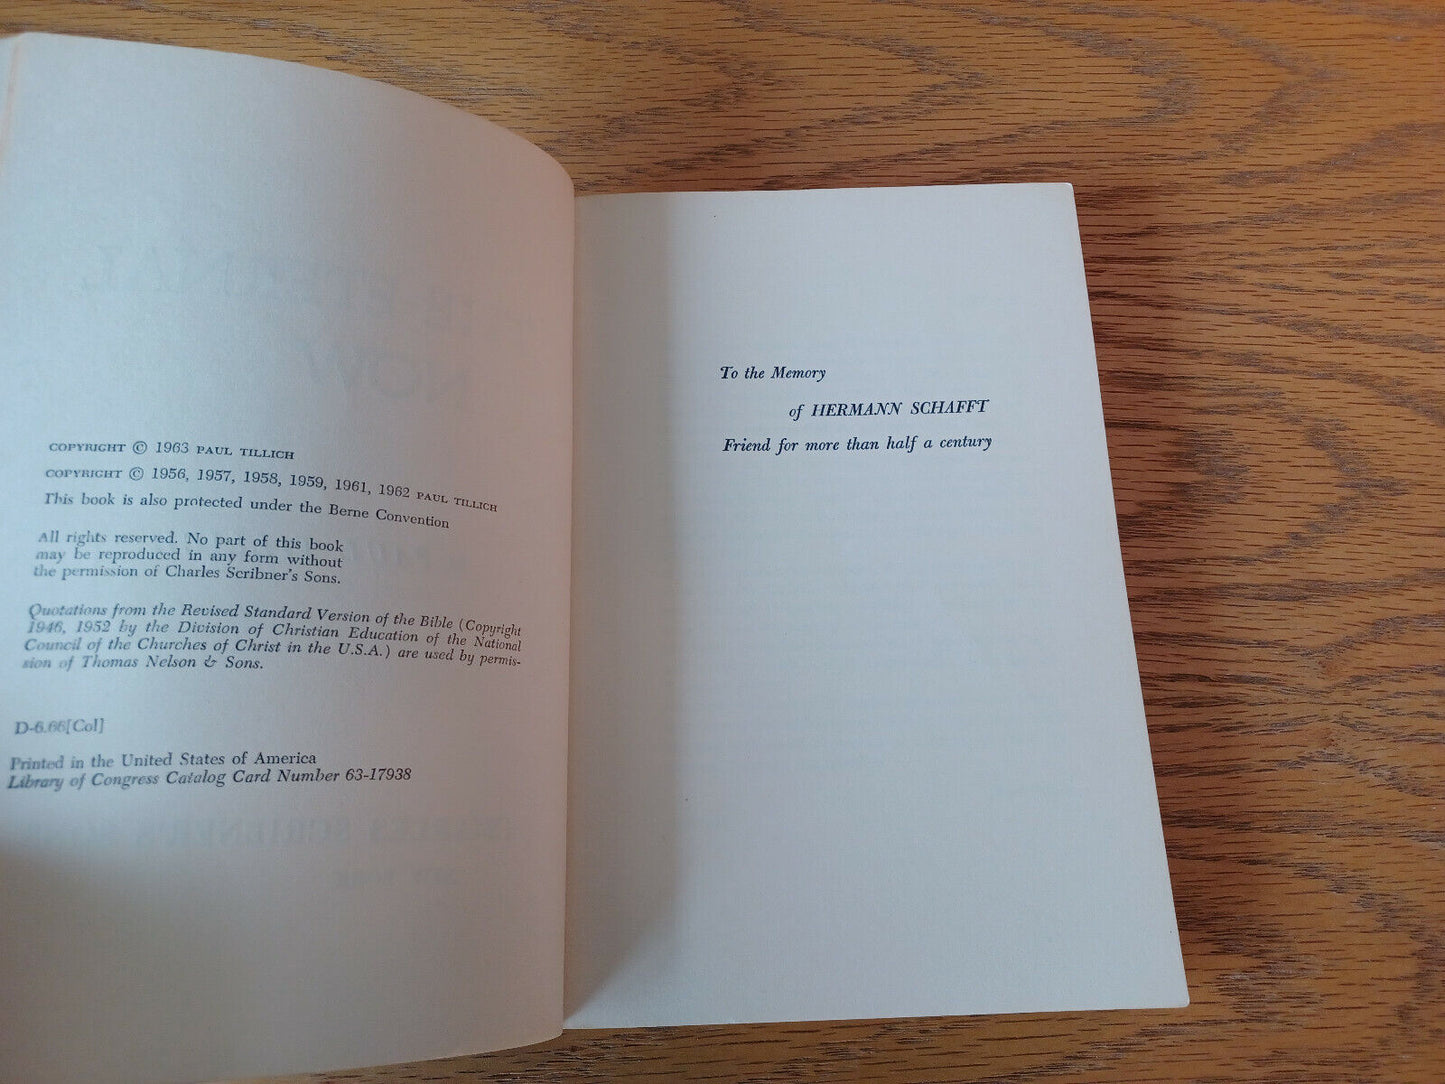 COPYRIGHT © 1963 PAUL TILLICH
COPYRIGHT © 1956, 1957, 1958, 1959, 1961, 1962 PAUL TILLICH
This book is also protected under the Berne Convention
All rights reserved. No part of this book
may be reproduced in any form without
the permission of Charles Scribner's Sons.
Quotations from the Revised Standard Version of the Bible (Copyright
1946, 1952 by the Division of Christian Education of the National
Council of the Churches of Christ in the U.S.A.) are used by permis-
sion of Thomas Nelson & Sons.
D-6.66[Col]
Printed in the United States of America
Library of Congress Catalog Card Number 63-17938
To the Memory
of HERMANN SCHAFFT
Friend for more than half a century